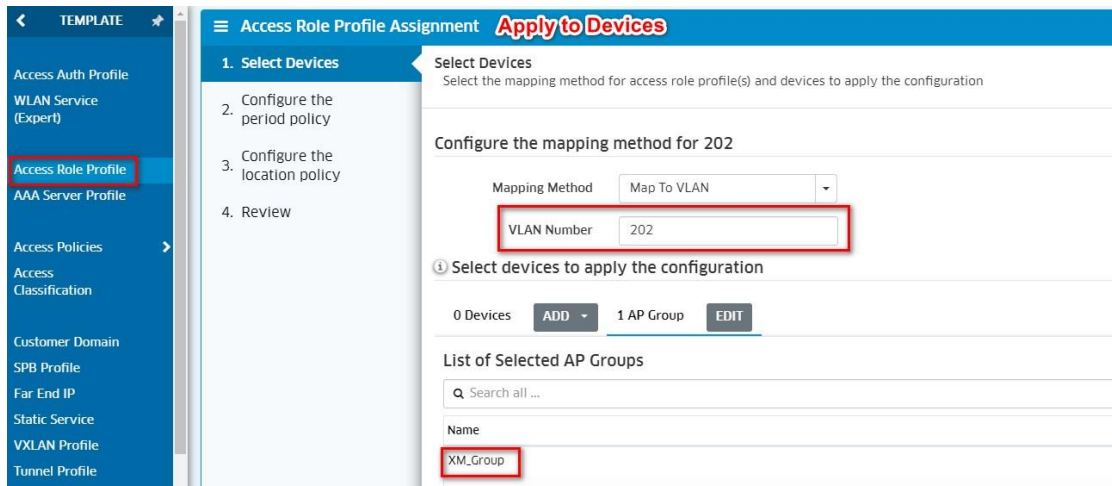 TEMPLATE
Access Auth Profile
WLAN Service
(Expert)
Access Role Profile
AAA Server Profile
Access Policies
Access
Classification
Customer Domain
SPB Profile
Far End IP
Static Service
VXLAN Profile
Tunnel Profile
Access Role Profile Assignment Apply to Devices
1. Select Devices
2. Configure the
period policy
3. Configure the
location policy
4. Review
Select Devices
Select the mapping method for access role profile(s) and devices to apply the configuration
Configure the mapping method for 202
Mapping Method Map To VLAN
VLAN Number 202
Select devices to apply the configuration
0 Devices ADD 1 AP Group EDIT
List of Selected AP Groups
Search all ...
Name
XM_Group